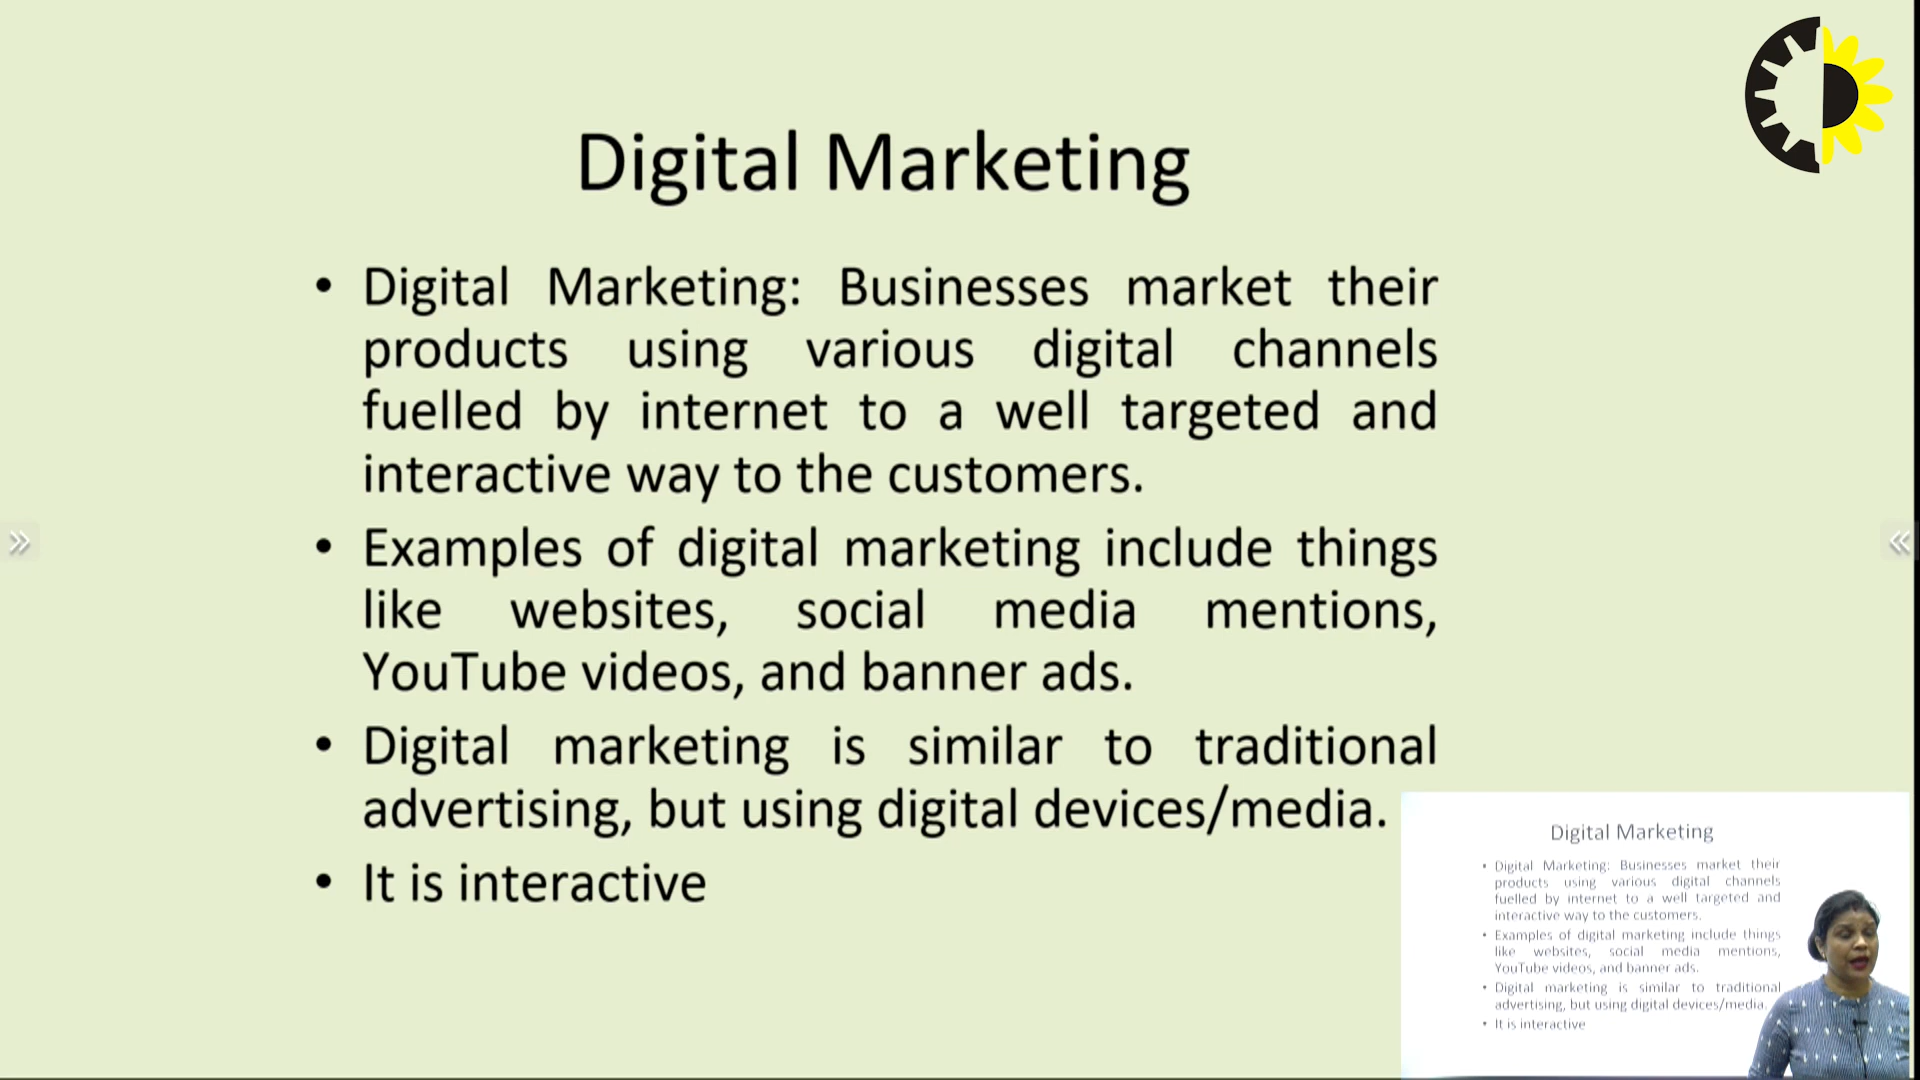 Digital Marketing
• Digital Marketing: Businesses market their
products using various digital channels
fuelled by internet to a well targeted and
interactive way to the customers.
• Examples of digital marketing include things
like websites, social media mentions,
YouTube videos, and banner ads.
• Digital marketing is similar to traditional
advertising, but using digital devices/media.
• It is interactive
Digital Marketing
• Digital Marketing: Businesses market their
products using various digital channels
fuelled by internet to a well targeted and
interactive way to the customers.
• Examples of digital marketing include things
like websites, social media mentions,
YouTube videos, and banner ads.
• Digital marketing is similar to traditional
advertising, but using digital devices/media.
• It is interactive